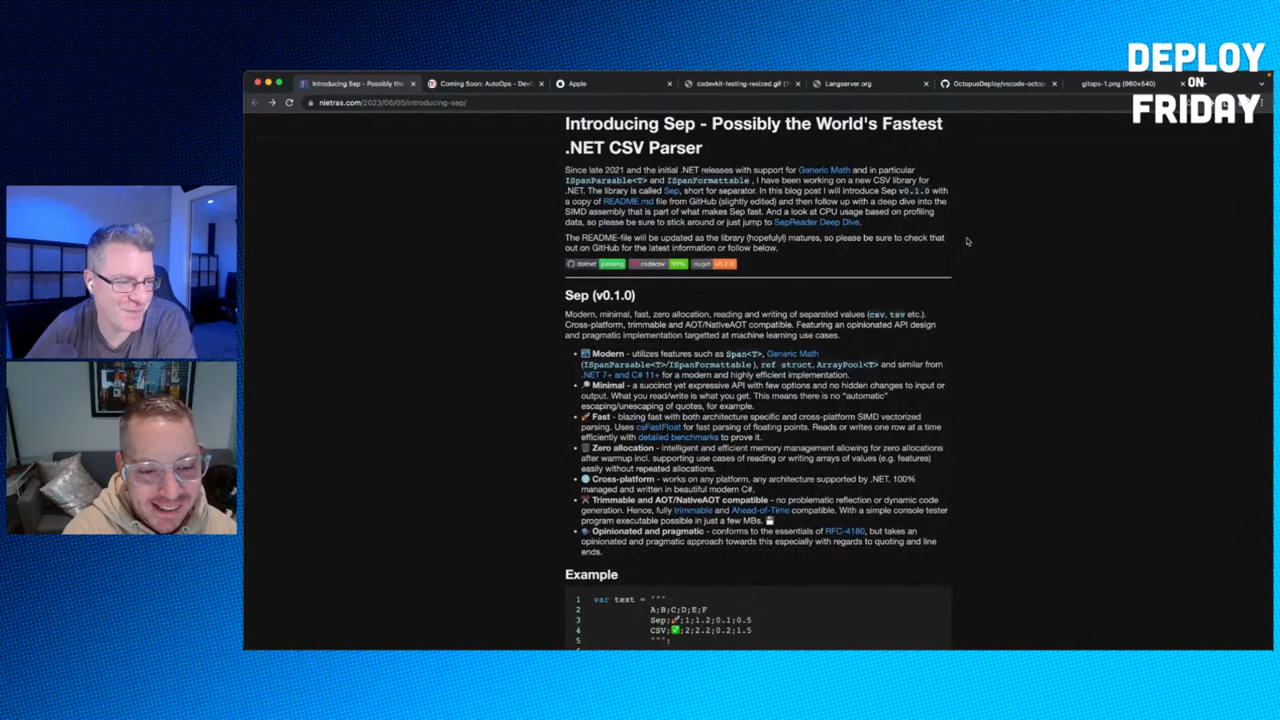 DEPLOY
ON
FRIDAY
Introducing Sep - Possibly the
Coming Soon: AutoOps - Dev
Apple
csdevkit-testing-resized.gif
Langserver.org
OctopusDeploy/vscode-octop
gitops-1.png (960×540)
nietras.com/2023/06/05/introducing-sep/
Introducing Sep - Possibly the World's Fastest
.NET CSV Parser
Since late 2021 and the initial .NET releases with support for Generic Math and in particular
ISpanParsable<T> and ISpanFormattable, I have been working on a new CSV library for
.NET. The library is called Sep, short for separator. In this blog post I will introduce Sep v0.1.0 with
a copy of README.md file from GitHub (slightly edited) and then follow up with a deep dive into the
SIMD assembly that is part of what makes Sep fast. And a look at CPU usage based on profiling
data, so please be sure to stick around or just jump to SepReader Deep Dive.
The README-file will be updated as the library (hopefulyl) matures, so please be sure to check that
out on GitHub for the latest information or follow below.
dotnet passing codecov 99% nuget v0.1.0
Sep (v0.1.0)
Modern, minimal, fast, zero allocation, reading and writing of separated values (csv, tsv etc.).
Cross-platform, trimmable and AOT/NativeAOT compatible. Featuring an opinionated API design
and pragmatic implementation targetted at machine learning use cases.
• Modern - utilizes features such as Span<T>, Generic Math
(ISpanParsable<T>/ISpanFormattable), ref struct, ArrayPool<T> and similar from
.NET 7+ and C# 11+ for a modern and highly efficient implementation.
• 🔎 Minimal - a succinct yet expressive API with few options and no hidden changes to input or
output. What you read/write is what you get. This means there is no "automatic"
escaping/unescaping of quotes, for example.
• 🚀 Fast - blazing fast with both architecture specific and cross-platform SIMD vectorized
parsing. Uses csFastFloat for fast parsing of floating points. Reads or writes one row at a time
efficiently with detailed benchmarks to prove it.
• 🗑 Zero allocation - intelligent and efficient memory management allowing for zero allocations
after warmup incl. supporting use cases of reading or writing arrays of values (e.g. features)
easily without repeated allocations.
• 🌐 Cross-platform - works on any platform, any architecture supported by .NET. 100%
managed and written in beautiful modern C#.
• Trimmable and AOT/NativeAOT compatible - no problematic reflection or dynamic code
generation. Hence, fully trimmable and Ahead-of-Time compatible. With a simple console tester
program executable possible in just a few MBs. 💾
• Opinionated and pragmatic - conforms to the essentials of RFC-4180, but takes an
opinionated and pragmatic approach towards this especially with regards to quoting and line
ends.
Example
1 var text = """
2 A;B;C;D;E;F
3 Sep;🚀;1;1.2;0.1;0.5
4 CSV;✅;2;2.2;0.2;1.5
5 """;